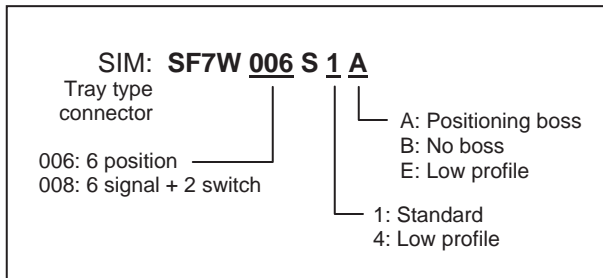 SIM: SF7W 006 S 1 A
Tray type
connector
006: 6 position
008: 6 signal + 2 switch
A: Positioning boss
B: No boss
E: Low profile
1: Standard
4: Low profile